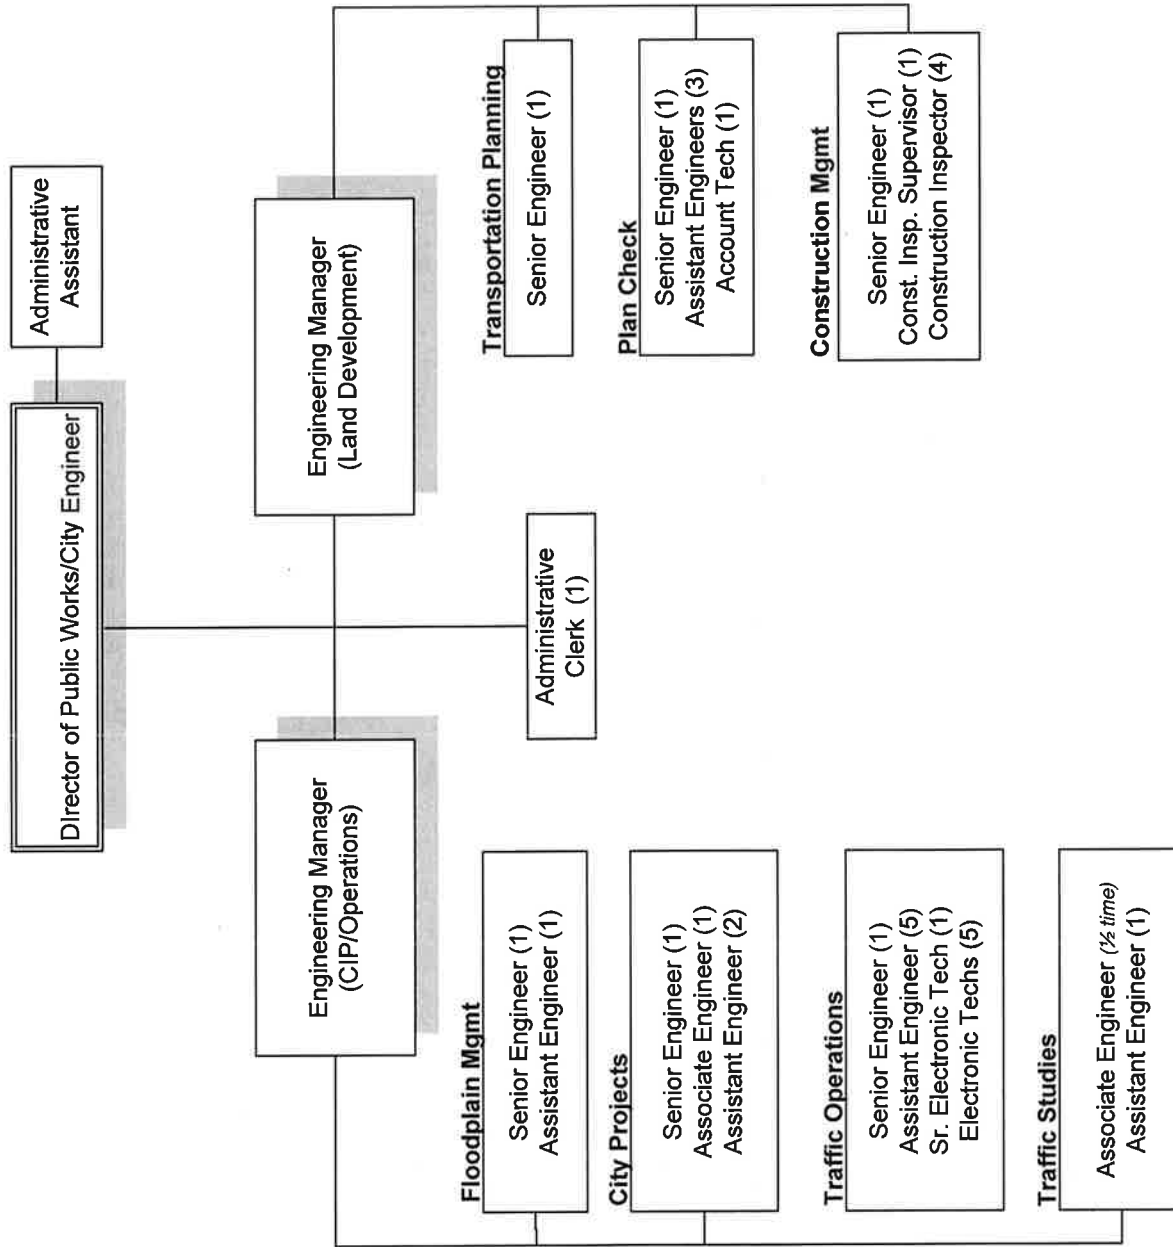 DIrector of Public Works/City Engineer
Administrative
Assistant
Engineering Manager
(CIP/Operations)
Engineering Manager
(Land Development)
Administrative
Clerk (1)
Floodplain Mgmt
Senior Engineer (1)
Assistant Engineer (1)
City Projects
Senior Engineer (1)
Associate Engineer (1)
Assistant Engineer (2)
Traffic Operations
Senior Engineer (1)
Assistant Engineer (5)
Sr. Electronic Tech (1)
Electronic Techs (5)
Traffic Studies
Associate Engineer (½ time)
Assistant Engineer (1)
Transportation Planning
Senior Engineer (1)
Plan Check
Senior Engineer (1)
Assistant Engineers (3)
Account Tech (1)
Construction Mgmt
Senior Engineer (1)
Const. Insp. Supervisor (1)
Construction Inspector (4)